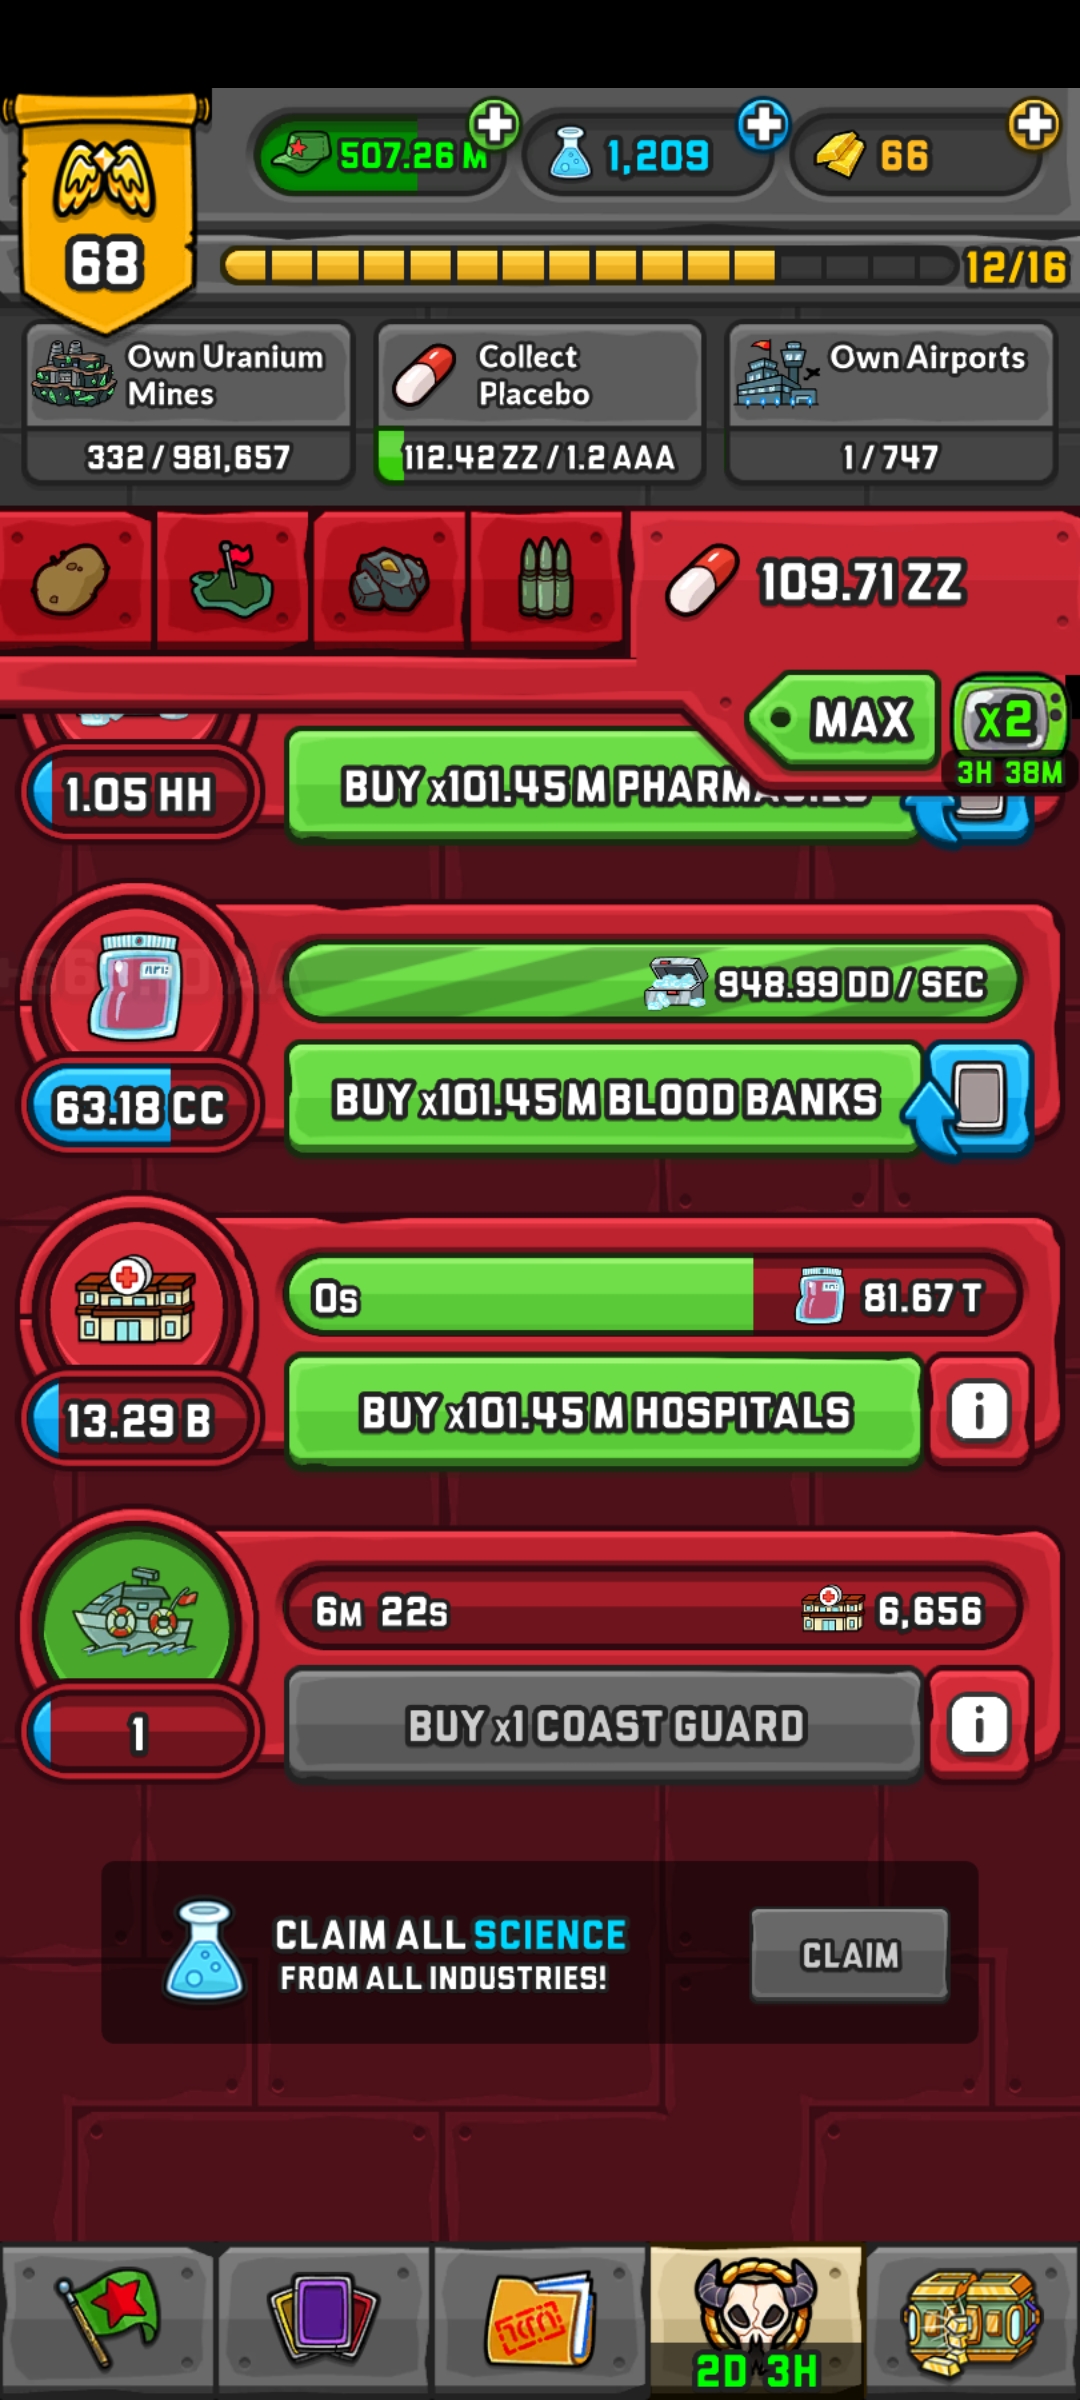 507.26 M
1,209
66
68
12/16
Own Uranium
Mines
332 / 981,657
Collect
Placebo
112.42 ZZ / 1.2 AAA
Own Airports
1 / 747
109.71 ZZ
MAX
x2
3H 38M
1.05 HH
BUY x101.45 M PHARMACIES
948.99 DD / SEC
63.18 CC
BUY x101.45 M BLOOD BANKS
0s
81.67 T
13.29 B
BUY x101.45 M HOSPITALS
i
6M 22s
6,656
1
BUY x1 COAST GUARD
i
CLAIM ALL SCIENCE
FROM ALL INDUSTRIES!
CLAIM
2D 3H